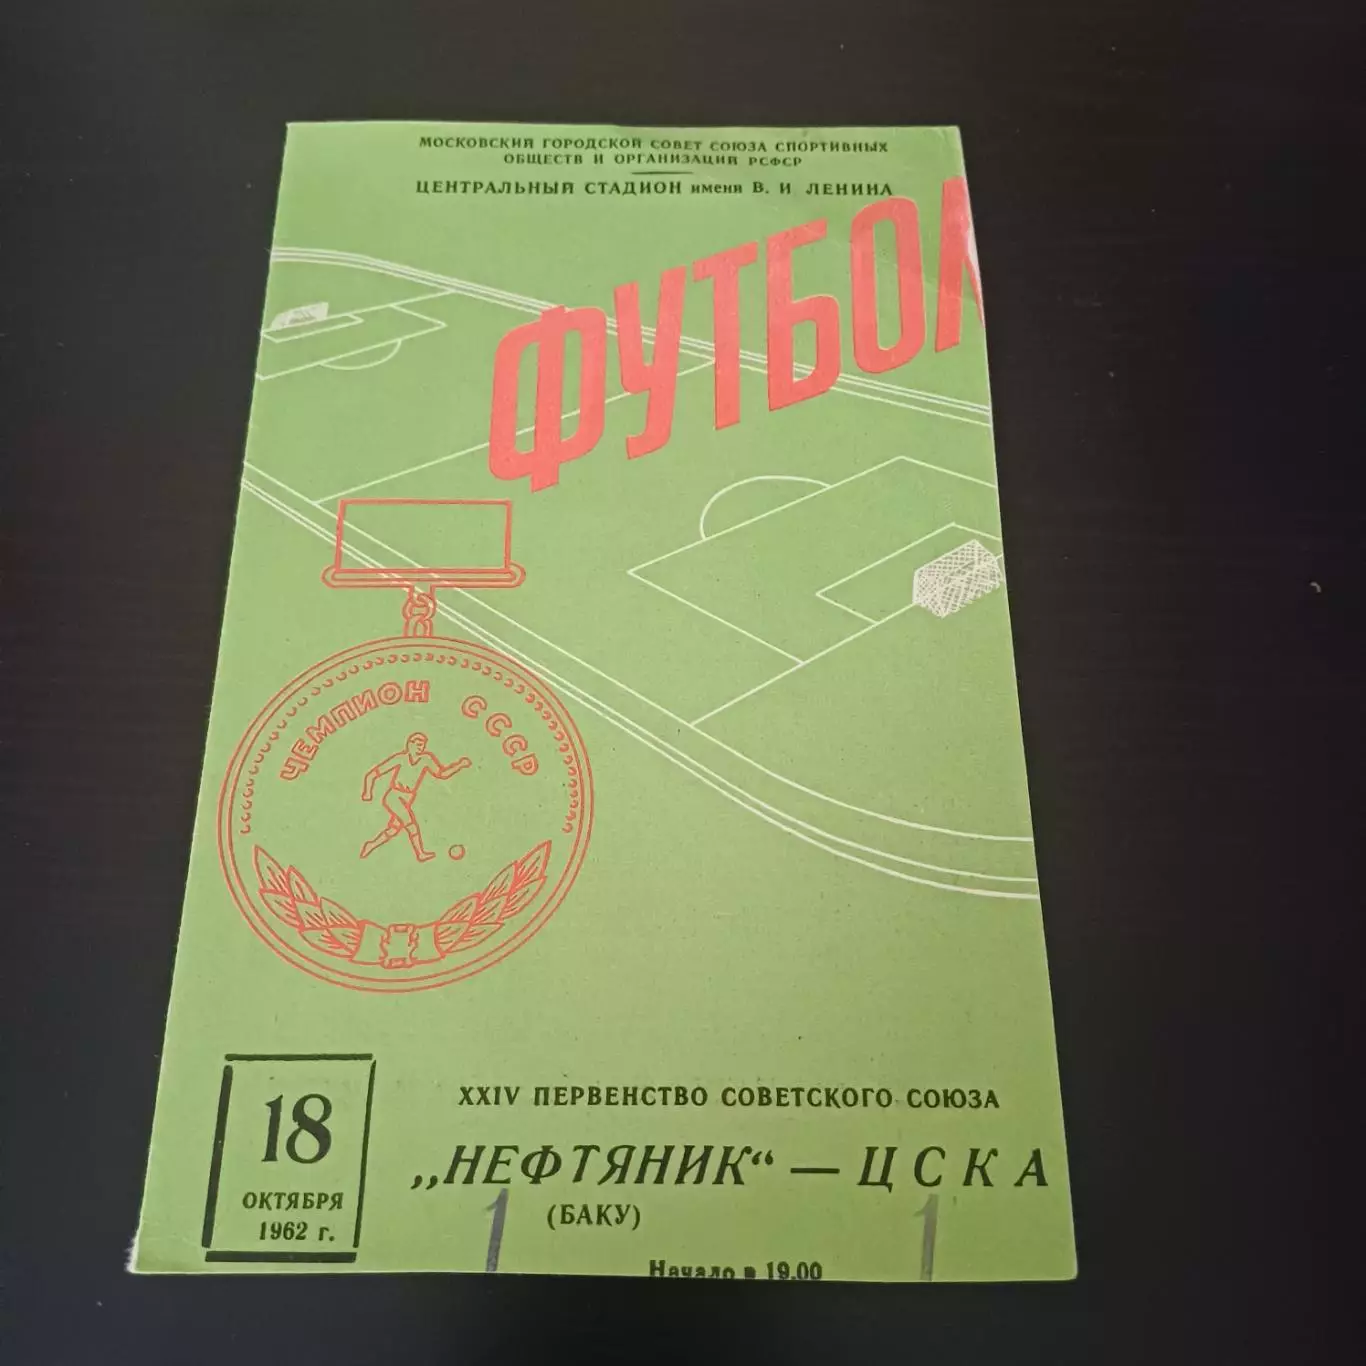 МОСКОВСКИЙ ГОРОДСКОЙ СОВЕТ СОЮЗА СПОРТИВНЫХ
ОБЩЕСТВ И ОРГАНИЗАЦИЙ РСФСР
ЦЕНТРАЛЬНЫЙ СТАДИОН имени В. И ЛЕНИНА
ФУТБОЛ
ЧЕМПИОН СССР
18
ОКТЯБРЯ
1962 г.
XXIV ПЕРВЕНСТВО СОВЕТСКОГО СОЮЗА
„НЕФТЯНИК“ — ЦСКА
(БАКУ)
1 1
Начало в 19.00